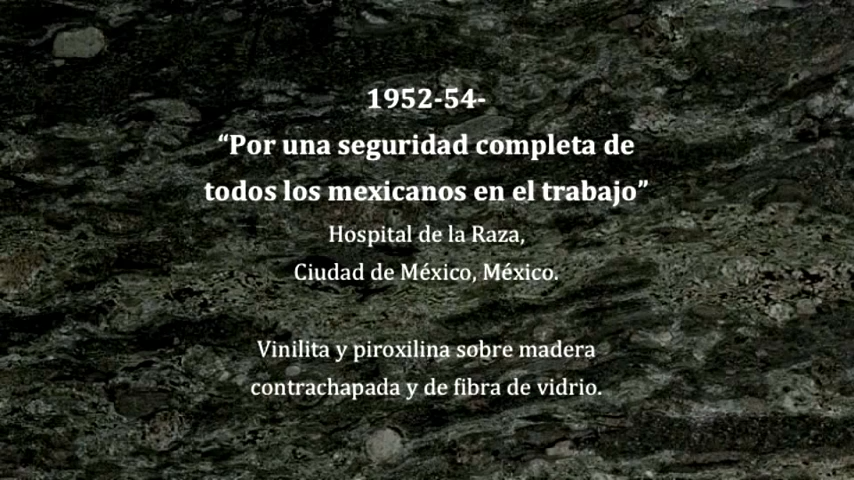 1952-54-
“Por una seguridad completa de
todos los mexicanos en el trabajo”
Hospital de la Raza,
Ciudad de México, México.
Vinilita y piroxilina sobre madera
contrachapada y de fibra de vidrio.